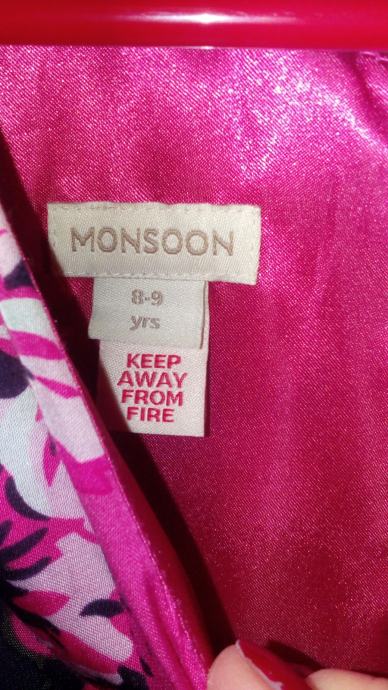 MONSOON
8-9
yrs
KEEP
AWAY
FROM
FIRE